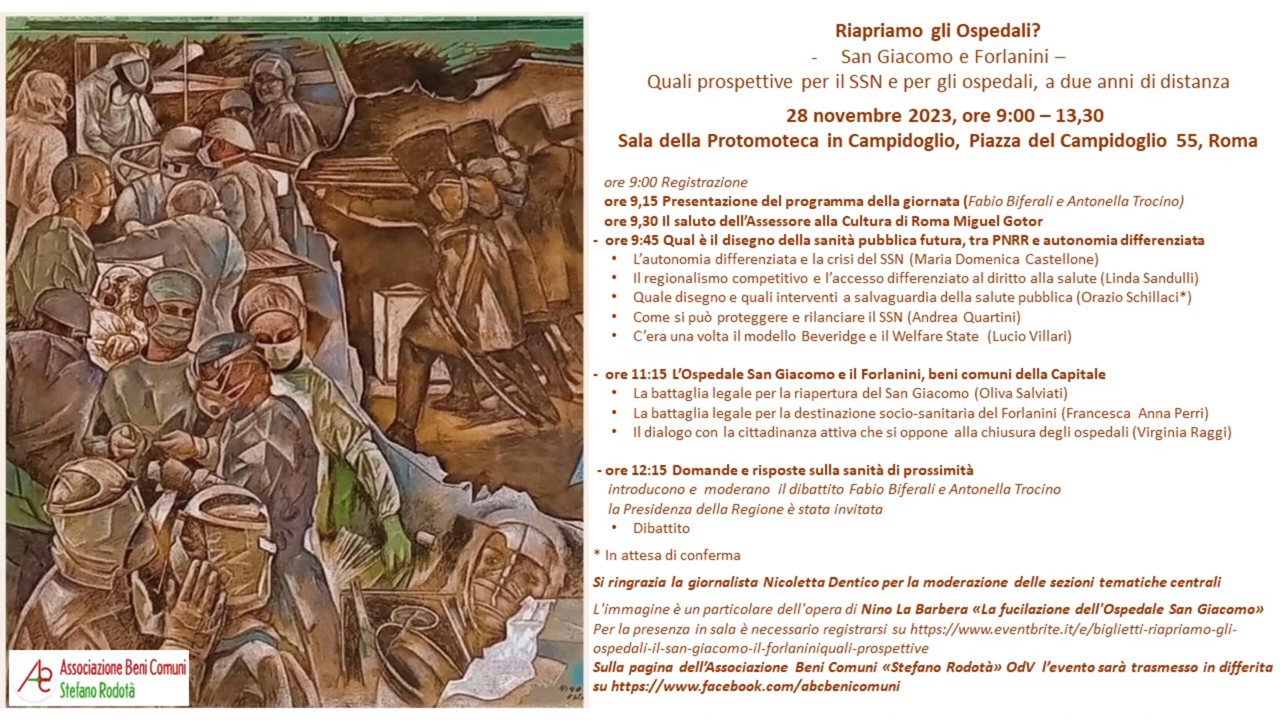 Riapriamo gli Ospedali?
- San Giacomo e Forlanini –
Quali prospettive per il SSN e per gli ospedali, a due anni di distanza
28 novembre 2023, ore 9:00 – 13,30
Sala della Protomoteca in Campidoglio, Piazza del Campidoglio 55, Roma
ore 9:00 Registrazione
ore 9,15 Presentazione del programma della giornata (Fabio Biferali e Antonella Trocino)
ore 9,30 Il saluto dell'Assessore alla Cultura di Roma Miguel Gotor
- ore 9:45 Qual è il disegno della sanità pubblica futura, tra PNRR e autonomia differenziata
• L'autonomia differenziata e la crisi del SSN (Maria Domenica Castellone)
• Il regionalismo competitivo e l'accesso differenziato al diritto alla salute (Linda Sandulli)
• Quale disegno e quali interventi a salvaguardia della salute pubblica (Orazio Schillaci*)
• Come si può proteggere e rilanciare il SSN (Andrea Quartini)
• C'era una volta il modello Beveridge e il Welfare State (Lucio Villari)
- ore 11:15 L'Ospedale San Giacomo e il Forlanini, beni comuni della Capitale
• La battaglia legale per la riapertura del San Giacomo (Oliva Salviati)
• La battaglia legale per la destinazione socio-sanitaria del Forlanini (Francesca Anna Perri)
• Il dialogo con la cittadinanza attiva che si oppone alla chiusura degli ospedali (Virginia Raggi)
- ore 12:15 Domande e risposte sulla sanità di prossimità
introducono e moderano il dibattito Fabio Biferali e Antonella Trocino
la Presidenza della Regione è stata invitata
• Dibattito
* In attesa di conferma
Si ringrazia la giornalista Nicoletta Dentico per la moderazione delle sezioni tematiche centrali
L'immagine è un particolare dell'opera di Nino La Barbera «La fucilazione dell'Ospedale San Giacomo»
Per la presenza in sala è necessario registrarsi su https://www.eventbrite.it/e/biglietti-riapriamo-gli-
ospedali-il-san-giacomo-il-forlaniniquali-prospettive
Sulla pagina dell'Associazione Beni Comuni «Stefano Rodotà» OdV l'evento sarà trasmesso in differita
su https://www.facebook.com/abcbenicomuni
Associazione Beni Comuni
Stefano Rodotà